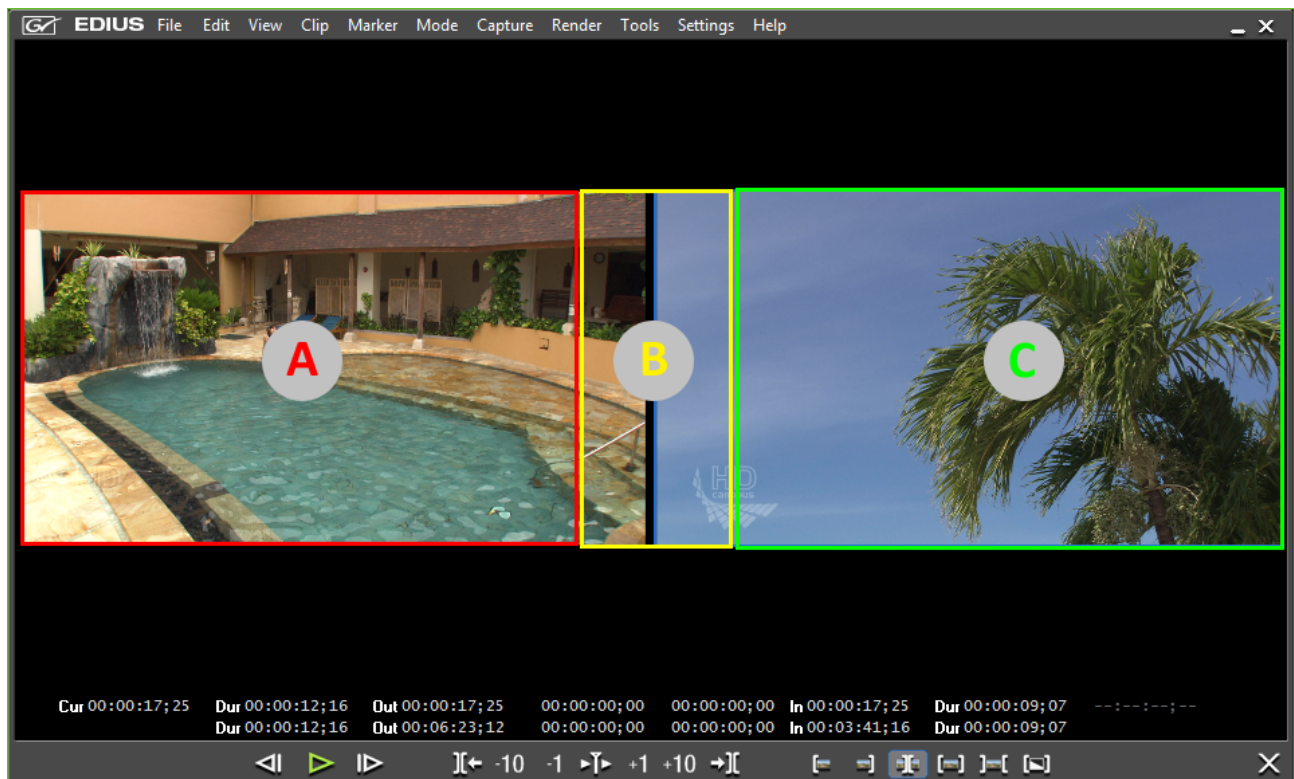 GV EDIUS File Edit View Clip Marker Mode Capture Render Tools Settings Help
A B C
HD
campus
Cur 00:00:17;25 Dur 00:00:12;16 Out 00:00:17;25 00:00:00;00 00:00:00;00 In 00:00:17;25 Dur 00:00:09;07 --:--:--;--
Dur 00:00:12;16 Out 00:06:23;12 00:00:00;00 00:00:00;00 In 00:03:41;16 Dur 00:00:09;07
-10 -1 +1 +10